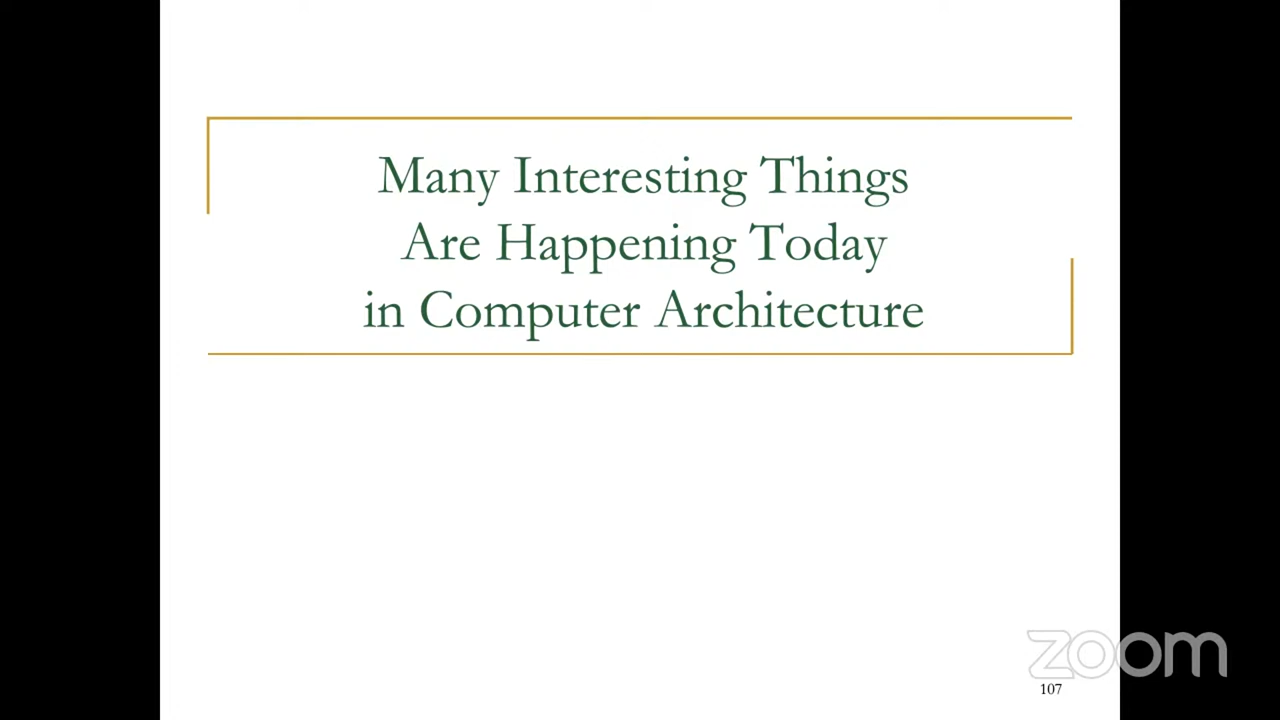 Many Interesting Things
Are Happening Today
in Computer Architecture
zoom
107